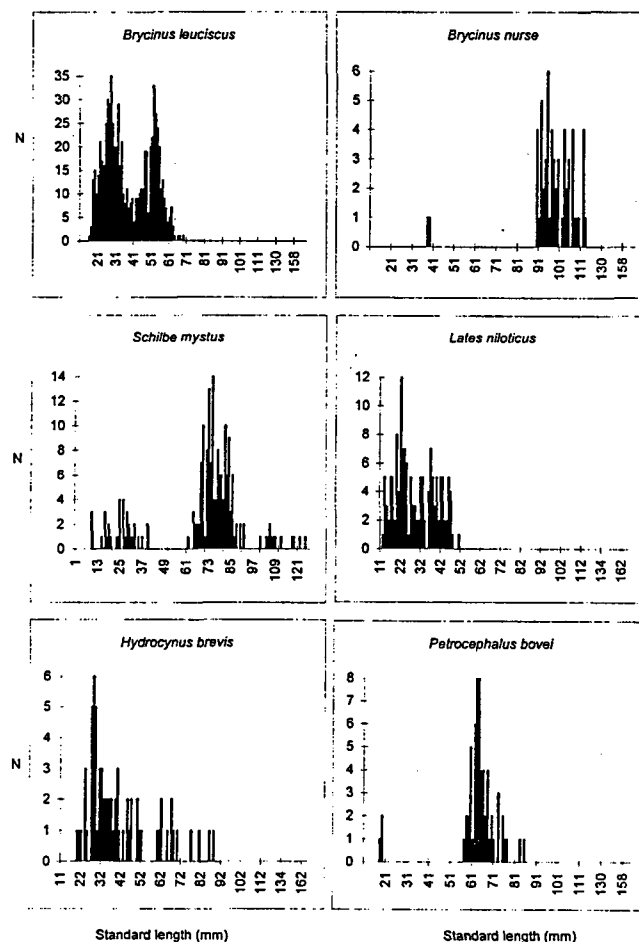 Brycinus leuciscus
35
30
25
20
15
10
5
0
N
21 31 41 51 61 71 81 91 101 111 130 158
Brycinus nurse
6
5
4
3
2
1
0
21 31 41 51 61 71 81 91 101 111 130 158
Schilbe mystus
14
12
10
8
6
4
2
0
N
1 13 25 37 49 61 73 85 97 109 121
Lates niloticus
12
10
8
6
4
2
0
11 22 32 42 52 62 72 82 92 102 112 134 162
Hydrocynus brevis
6
5
4
3
2
1
0
N
11 22 32 42 52 62 71 82 92 102 112 134 162
Petrocephalus bovei
8
7
6
5
4
3
2
1
0
21 31 41 51 61 71 81 91 101 111 130 158
Standard length (mm)
Standard length (mm)